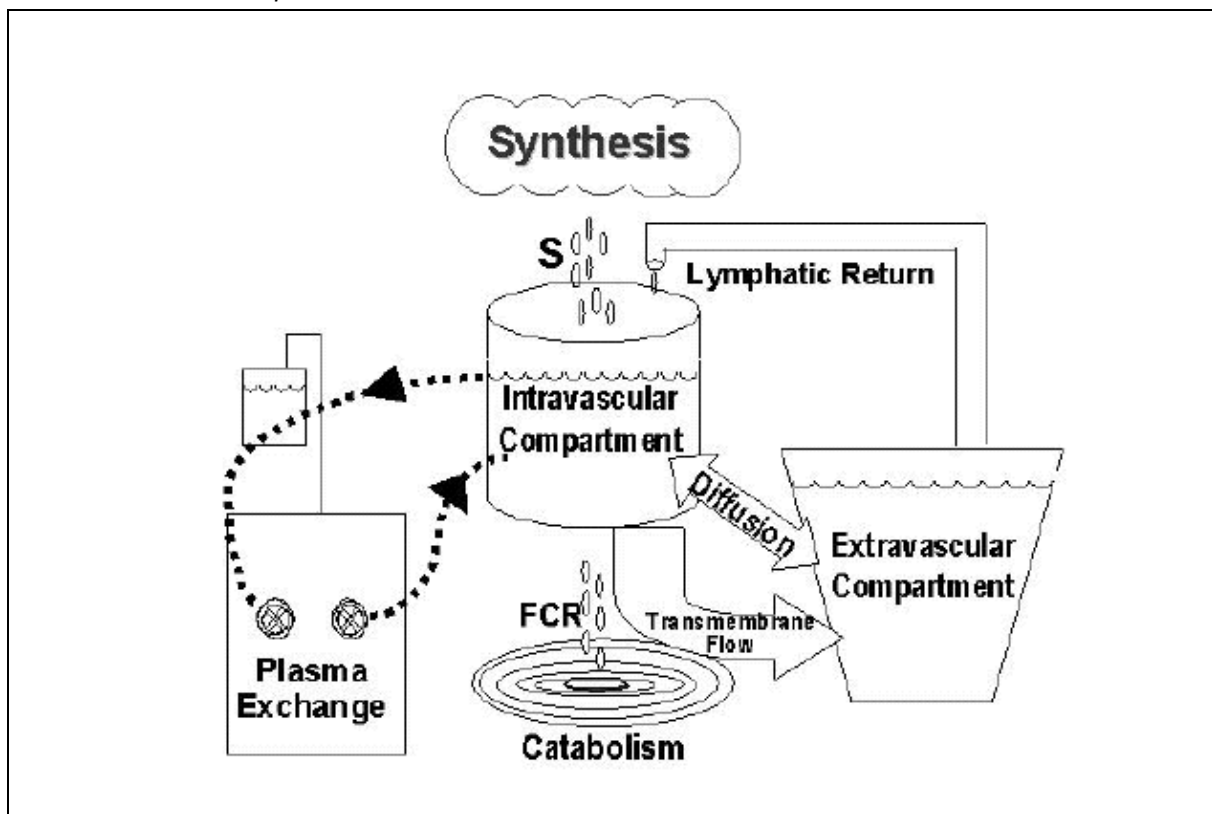 Synthesis
S
Lymphatic Return
Intravascular
Compartment
Diffusion
Extravascular
Compartment
FCR
Transmembrane
Flow
Plasma
Exchange
Catabolism